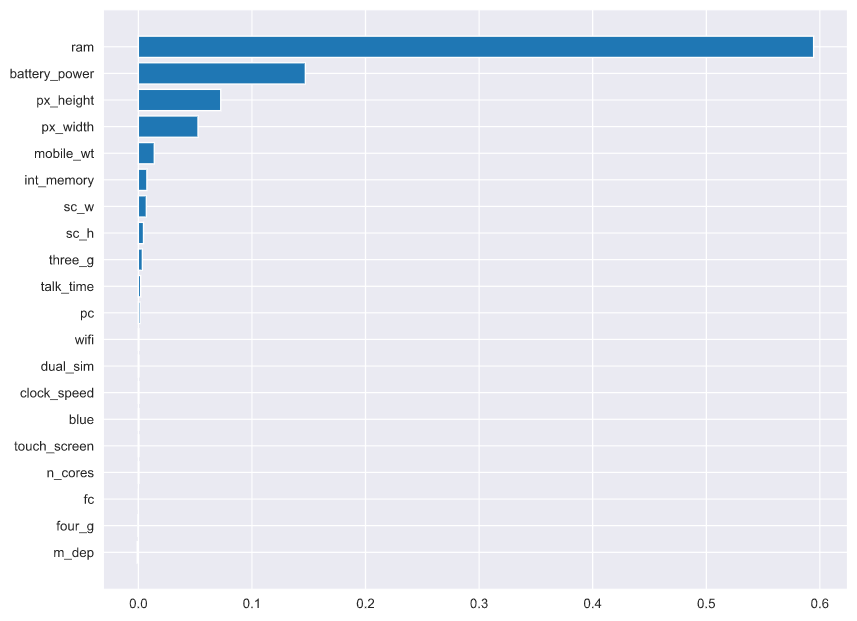 ram
battery_power
px_height
px_width
mobile_wt
int_memory
sc_w
sc_h
three_g
talk_time
pc
wifi
dual_sim
clock_speed
blue
touch_screen
n_cores
fc
four_g
m_dep
0.0 0.1 0.2 0.3 0.4 0.5 0.6